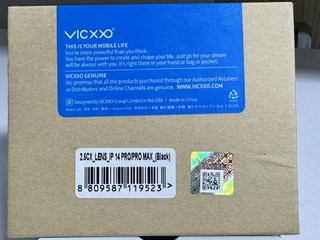 VICXXO
THIS IS YOUR MOBILE LIFE
You're more powerful than you think.
You have the power to create and shape your life. Just go for your dream
will be always with you. It's right there in your hand or bag or pocket.
VICXXO GENUINE
We promise that all the products purchased through our Authorized Retailers
or Distributors and Online Channels are genuine. WWW.VICXXO.COM
Designed by VICXXO Group Limited in the USA | Made in China
2.5CX_LENS_IP 14 PRO/PRO MAX_(Black)
8 809587 119523 >